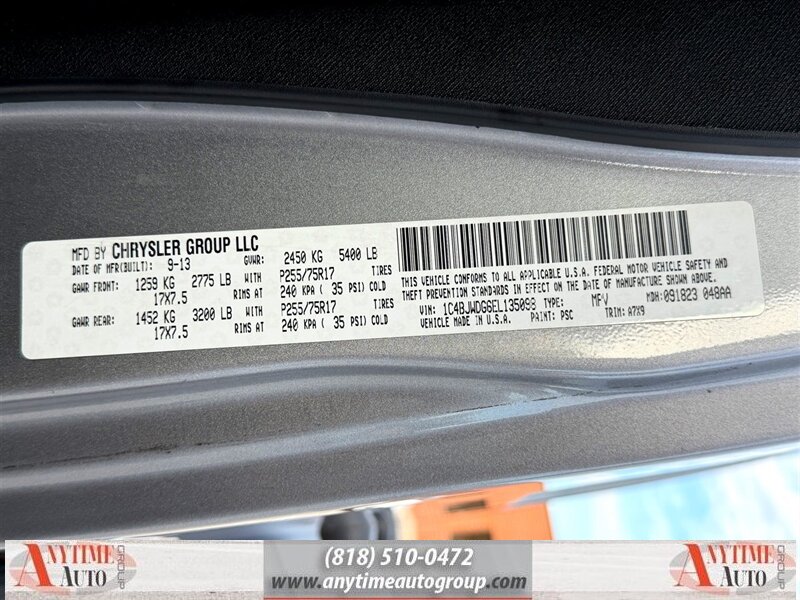 MFD BY CHRYSLER GROUP LLC
DATE OF MFR(BUILT): 9-13 GVWR: 2450 KG 5400 LB
GAWR FRONT: 1259 KG 2775 LB WITH P255/75R17 TIRES
17X7.5 RIMS AT 240 KPA ( 35 PSI) COLD
GAWR REAR: 1452 KG 3200 LB WITH P255/75R17 TIRES
17X7.5 RIMS AT 240 KPA ( 35 PSI) COLD
THIS VEHICLE CONFORMS TO ALL APPLICABLE U.S.A. FEDERAL MOTOR VEHICLE SAFETY AND
THEFT PREVENTION STANDARDS IN EFFECT ON THE DATE OF MANUFACTURE SHOWN ABOVE.
VIN: 1C4BJWDG6EL135098 TYPE: MPV MDH: 091823 048AA
VEHICLE MADE IN U.S.A. PAINT: PSC TRIM: A7X9
ANYTIME AUTO GROUP
(818) 510-0472
www.anytimeautogroup.com
ANYTIME AUTO GROUP